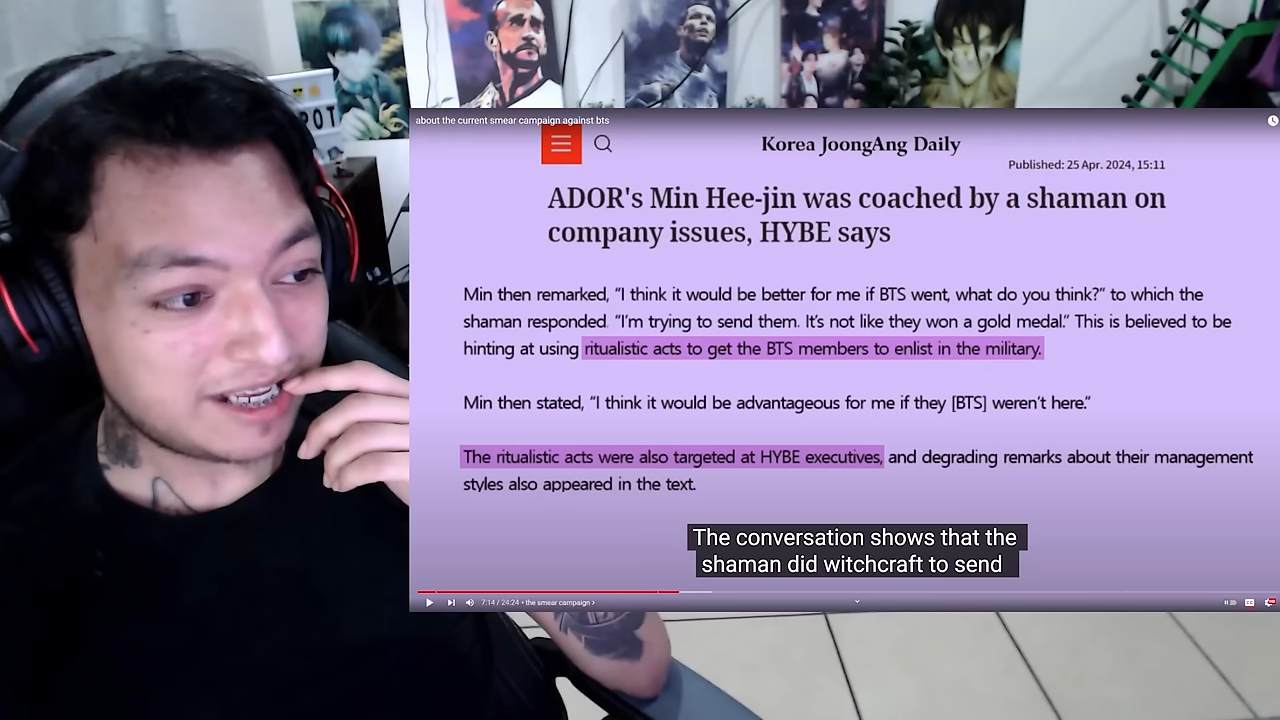 POT
about the current smear campaign against bts
Korea JoongAng Daily
Published: 25 Apr. 2024, 15:11
ADOR's Min Hee-jin was coached by a shaman on
company issues, HYBE says
Min then remarked, "I think it would be better for me if BTS went, what do you think?" to which the
shaman responded. "I'm trying to send them. It's not like they won a gold medal." This is believed to be
hinting at using ritualistic acts to get the BTS members to enlist in the military.
Min then stated, "I think it would be advantageous for me if they [BTS] weren't here."
The ritualistic acts were also targeted at HYBE executives, and degrading remarks about their management
styles also appeared in the text.
The conversation shows that the
shaman did witchcraft to send
7:14 / 24:24 • the smear campaign >